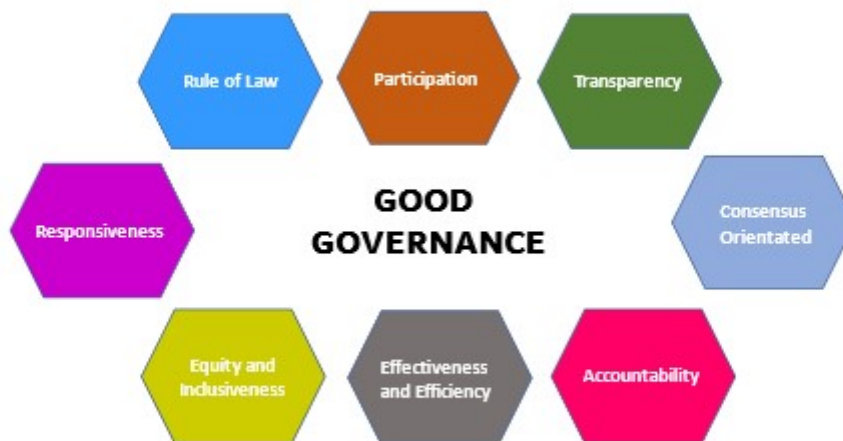 Rule of Law
Participation
Transparency
Responsiveness
GOOD
GOVERNANCE
Consensus
Orientated
Equity and
Inclusiveness
Effectiveness
and Efficiency
Accountability